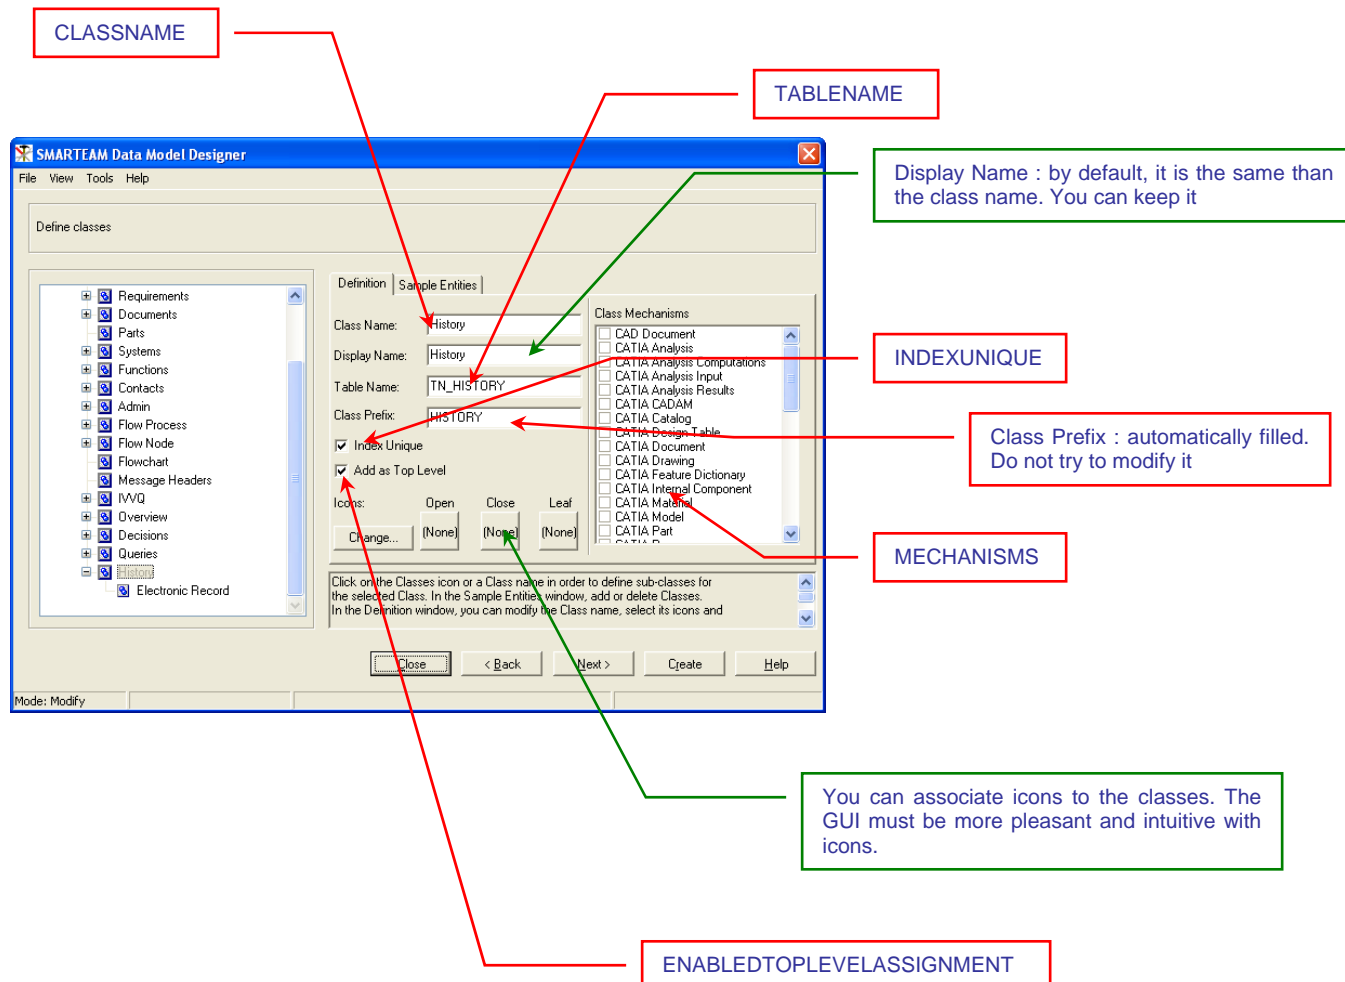 CLASSNAME
TABLENAME
SMARTEAM Data Model Designer
File View Tools Help
Display Name : by default, it is the same than
the class name. You can keep it
Define classes
Requirements
Documents
Parts
Systems
Functions
Contacts
Admin
Flow Process
Flow Node
Flowchart
Message Headers
IVVQ
Overview
Decisions
Queries
History
Electronic Record
Definition Sample Entities
Class Name: History
Display Name: History
Table Name: TN_HISTORY
Class Prefix: HISTORY
Index Unique
Add as Top Level
Icons: Open Close Leaf
Change... (None) (None) (None)
Class Mechanisms
CAD Document
CATIA Analysis
CATIA Analysis Computations
CATIA Analysis Input
CATIA Analysis Results
CATIA CADAM
CATIA Catalog
CATIA Design Table
CATIA Document
CATIA Drawing
CATIA Feature Dictionary
CATIA Internal Component
CATIA Material
CATIA Model
CATIA Part
INDEXUNIQUE
Class Prefix : automatically filled.
Do not try to modify it
MECHANISMS
Click on the Classes icon or a Class name in order to define sub-classes for
the selected Class. In the Sample Entities window, add or delete Classes.
In the Definition window, you can modify the Class name, select its icons and
Close < Back Next > Create Help
Mode: Modify
You can associate icons to the classes. The
GUI must be more pleasant and intuitive with
icons.
ENABLEDTOPLEVELASSIGNMENT